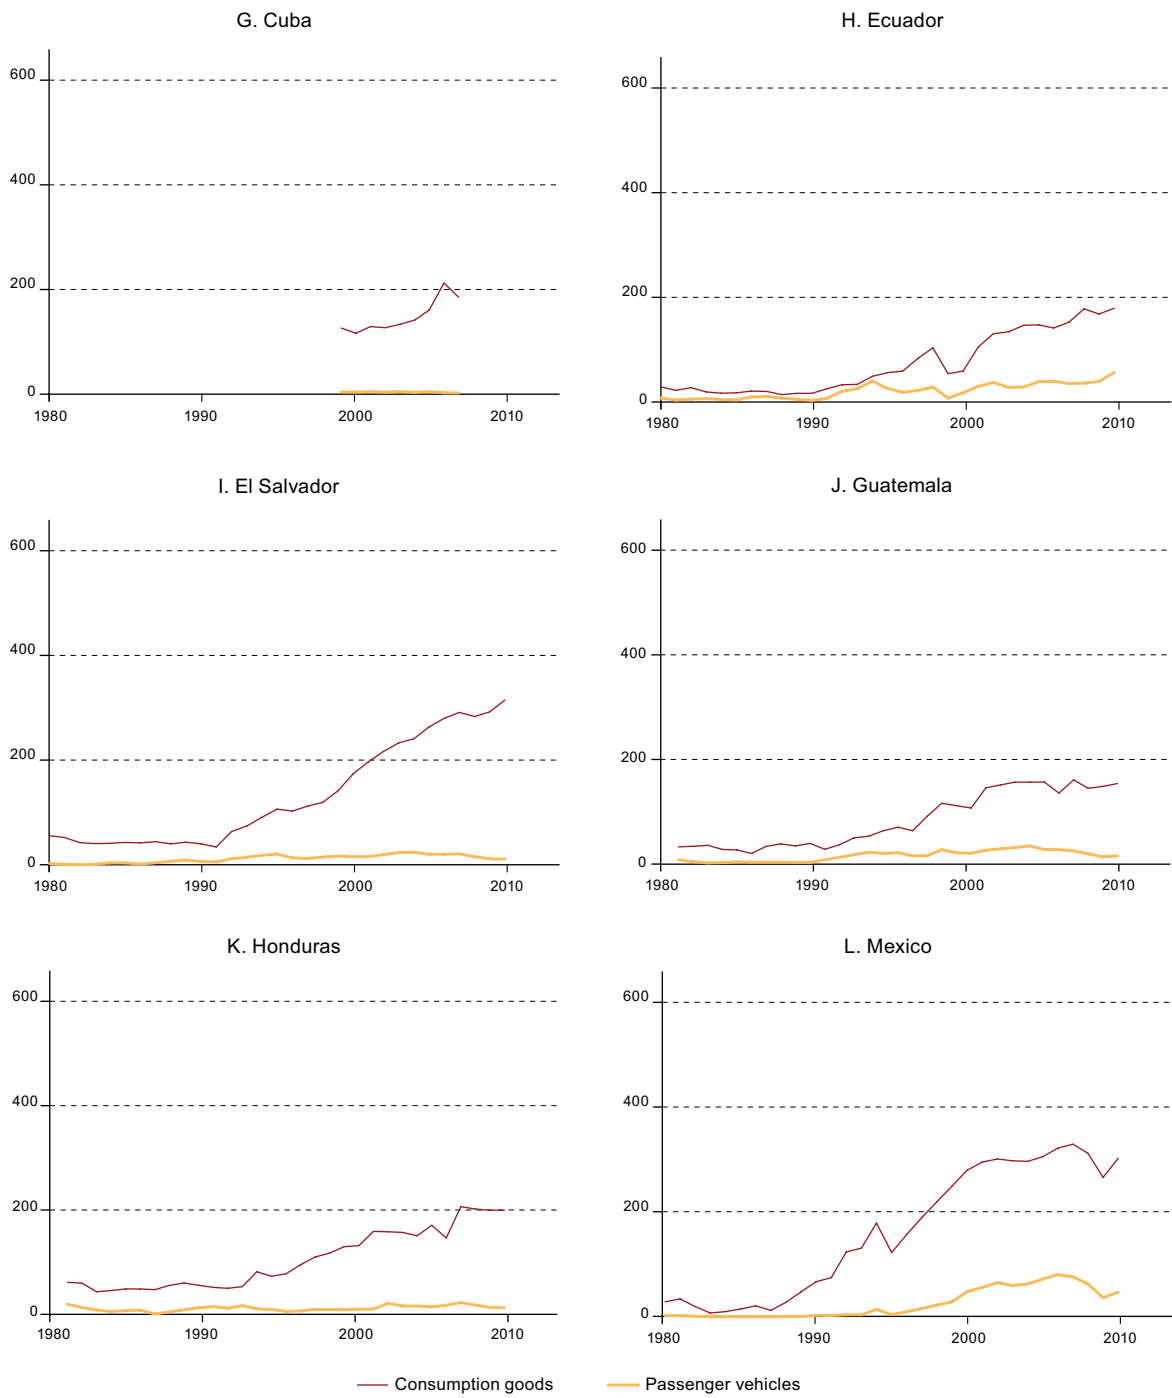 G. Cuba
600
400
200
0
1980 1990 2000 2010
H. Ecuador
600
400
200
0
1980 1990 2000 2010
I. El Salvador
600
400
200
0
1980 1990 2000 2010
J. Guatemala
600
400
200
0
1980 1990 2000 2010
K. Honduras
600
400
200
0
1980 1990 2000 2010
L. Mexico
600
400
200
0
1980 1990 2000 2010
Consumption goods Passenger vehicles